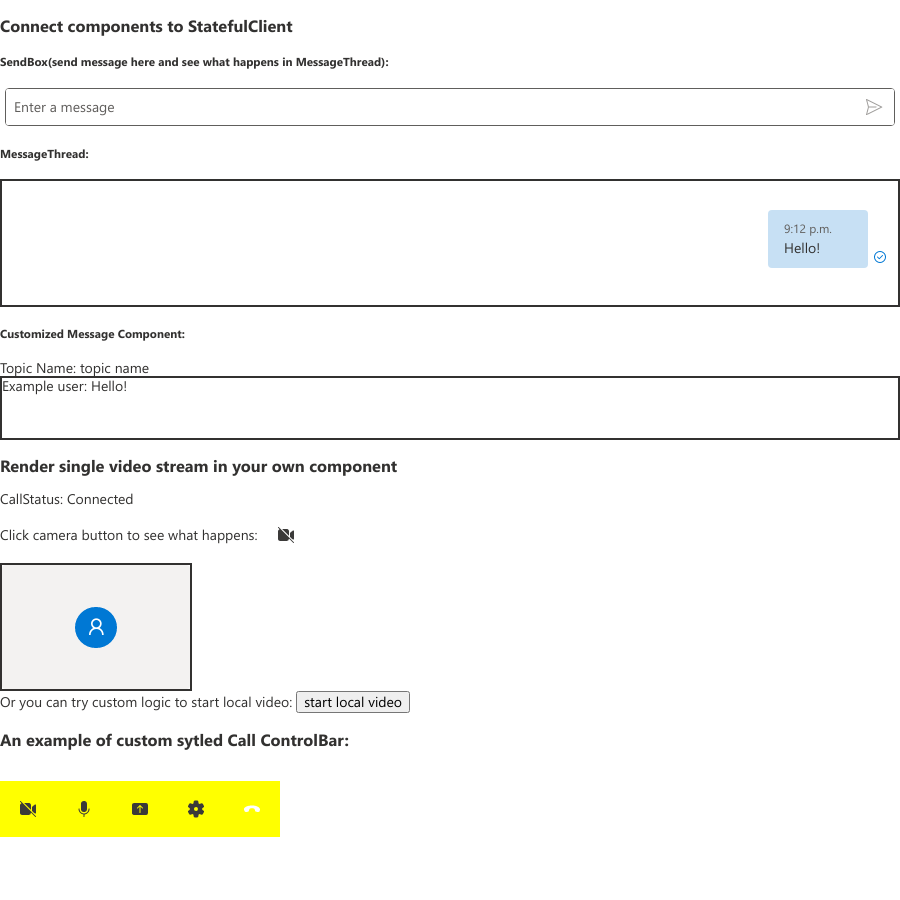 Connect components to StatefulClient
SendBox(send message here and see what happens in MessageThread):
Enter a message
MessageThread:
9:12 p.m.
Hello!
Customized Message Component:
Topic Name: topic name
Example user: Hello!
Render single video stream in your own component
CallStatus: Connected
Click camera button to see what happens:
Or you can try custom logic to start local video: start local video
An example of custom sytled Call ControlBar: